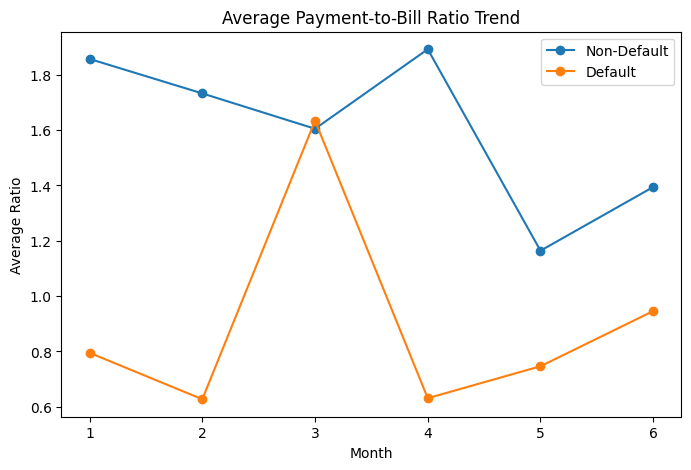 Average Payment-to-Bill Ratio Trend
Non-Default
Default
Average Ratio
1.8
1.6
1.4
1.2
1.0
0.8
0.6
1 2 3 4 5 6
Month